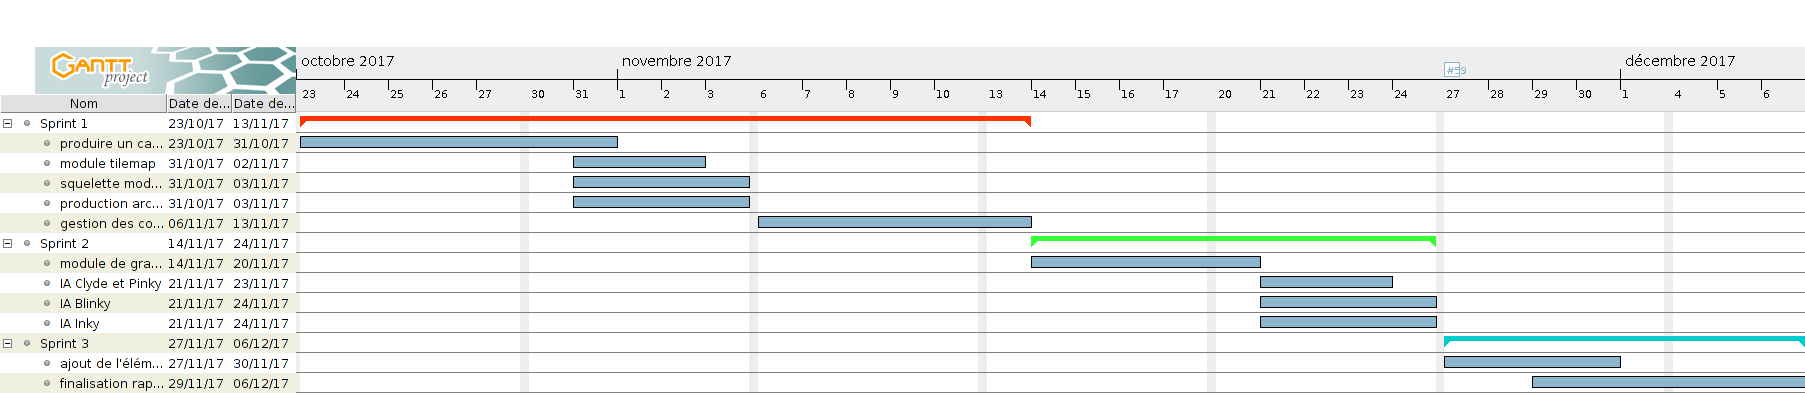 GANTT
project
octobre 2017 novembre 2017 décembre 2017
#59
23 24 25 26 27 30 31 1 2 3 6 7 8 9 10 13 14 15 16 17 20 21 22 23 24 27 28 29 30 1 4 5 6
Nom Date de... Date de...
Sprint 1 23/10/17 13/11/17
produire un ca... 23/10/17 31/10/17
module tilemap 31/10/17 02/11/17
squelette mod... 31/10/17 03/11/17
production arc... 31/10/17 03/11/17
gestion des co... 06/11/17 13/11/17
Sprint 2 14/11/17 24/11/17
module de gra... 14/11/17 20/11/17
IA Clyde et Pinky 21/11/17 23/11/17
IA Blinky 21/11/17 24/11/17
IA Inky 21/11/17 24/11/17
Sprint 3 27/11/17 06/12/17
ajout de l'élém... 27/11/17 30/11/17
finalisation rap... 29/11/17 06/12/17